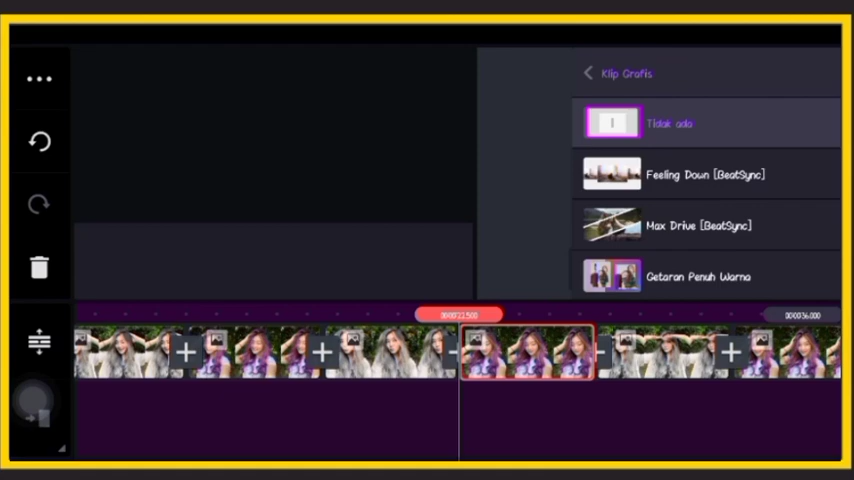 Klip Grafis
Tidak ada
Feeling Down [BeatSync]
Max Drive [BeatSync]
Getaran Penuh Warna